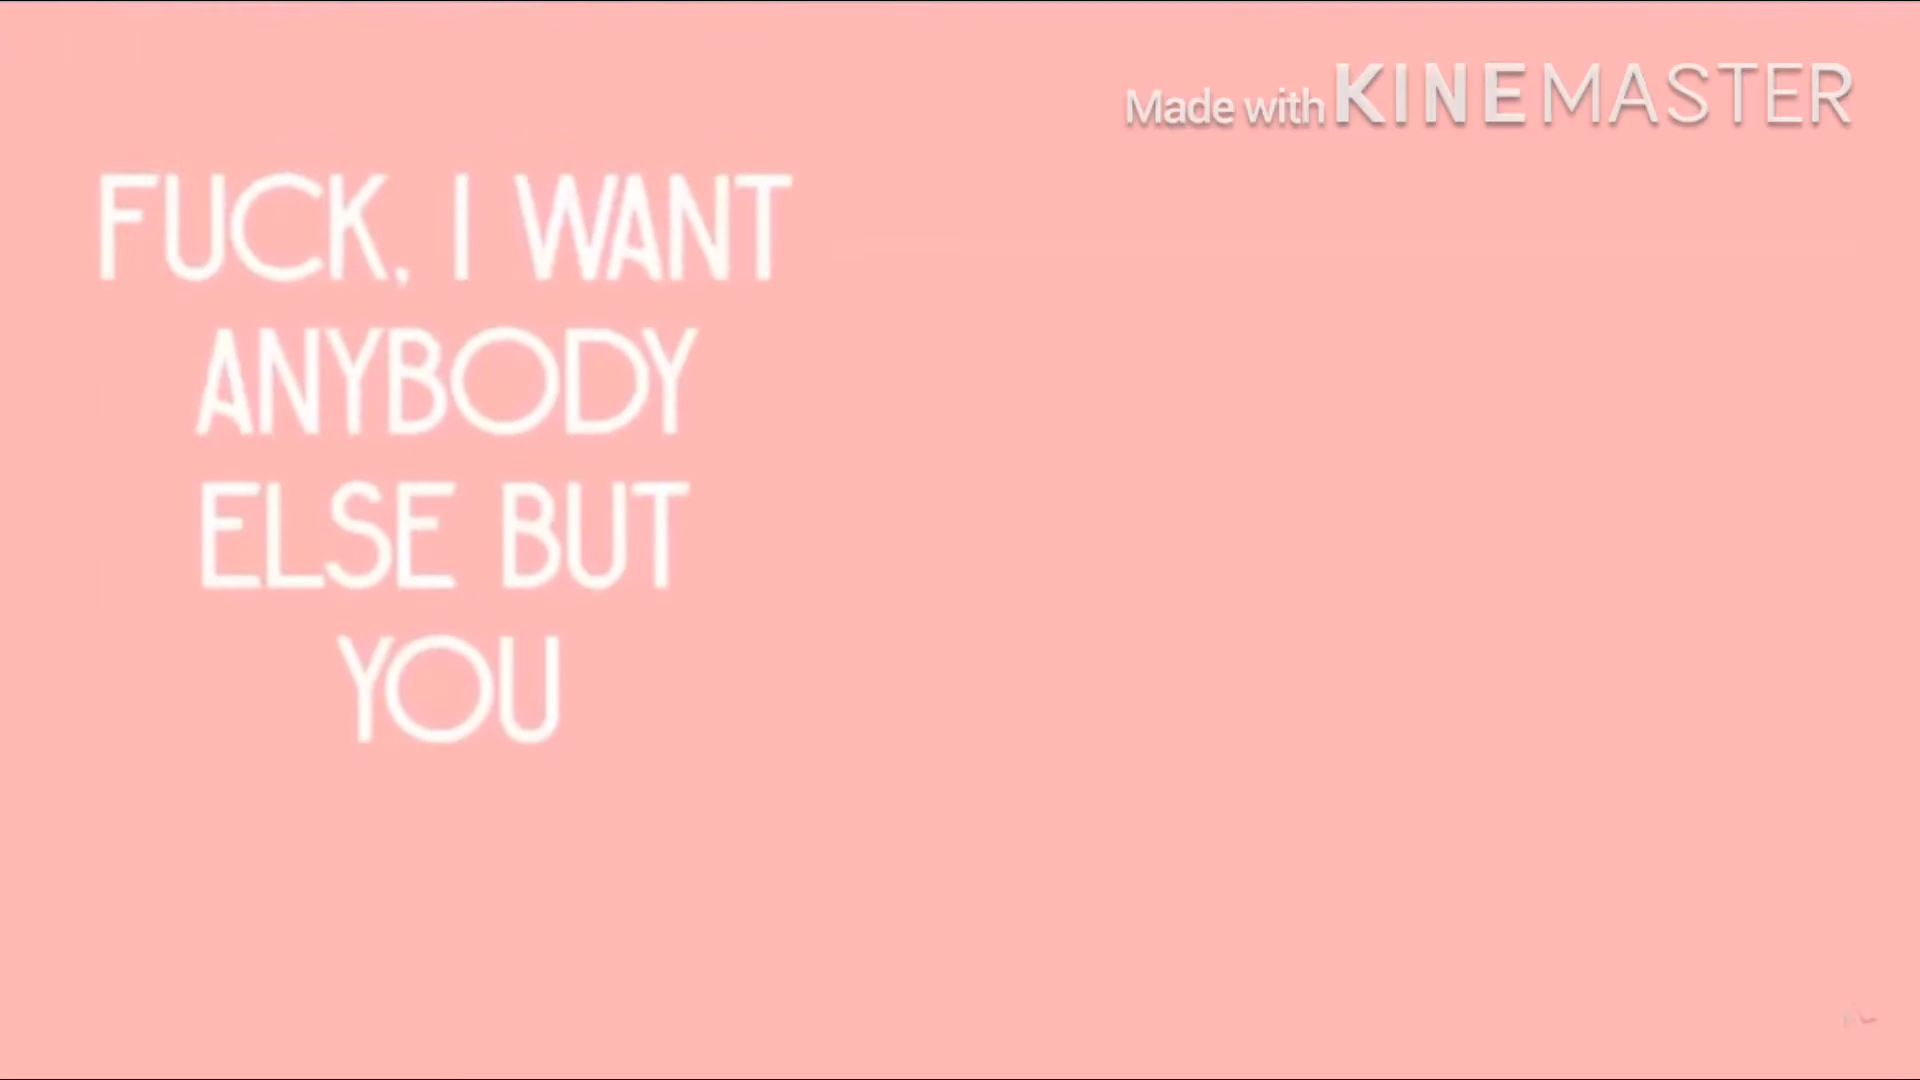 Made with KINEMASTER
FUCK, I WANT
ANYBODY
ELSE BUT
YOU